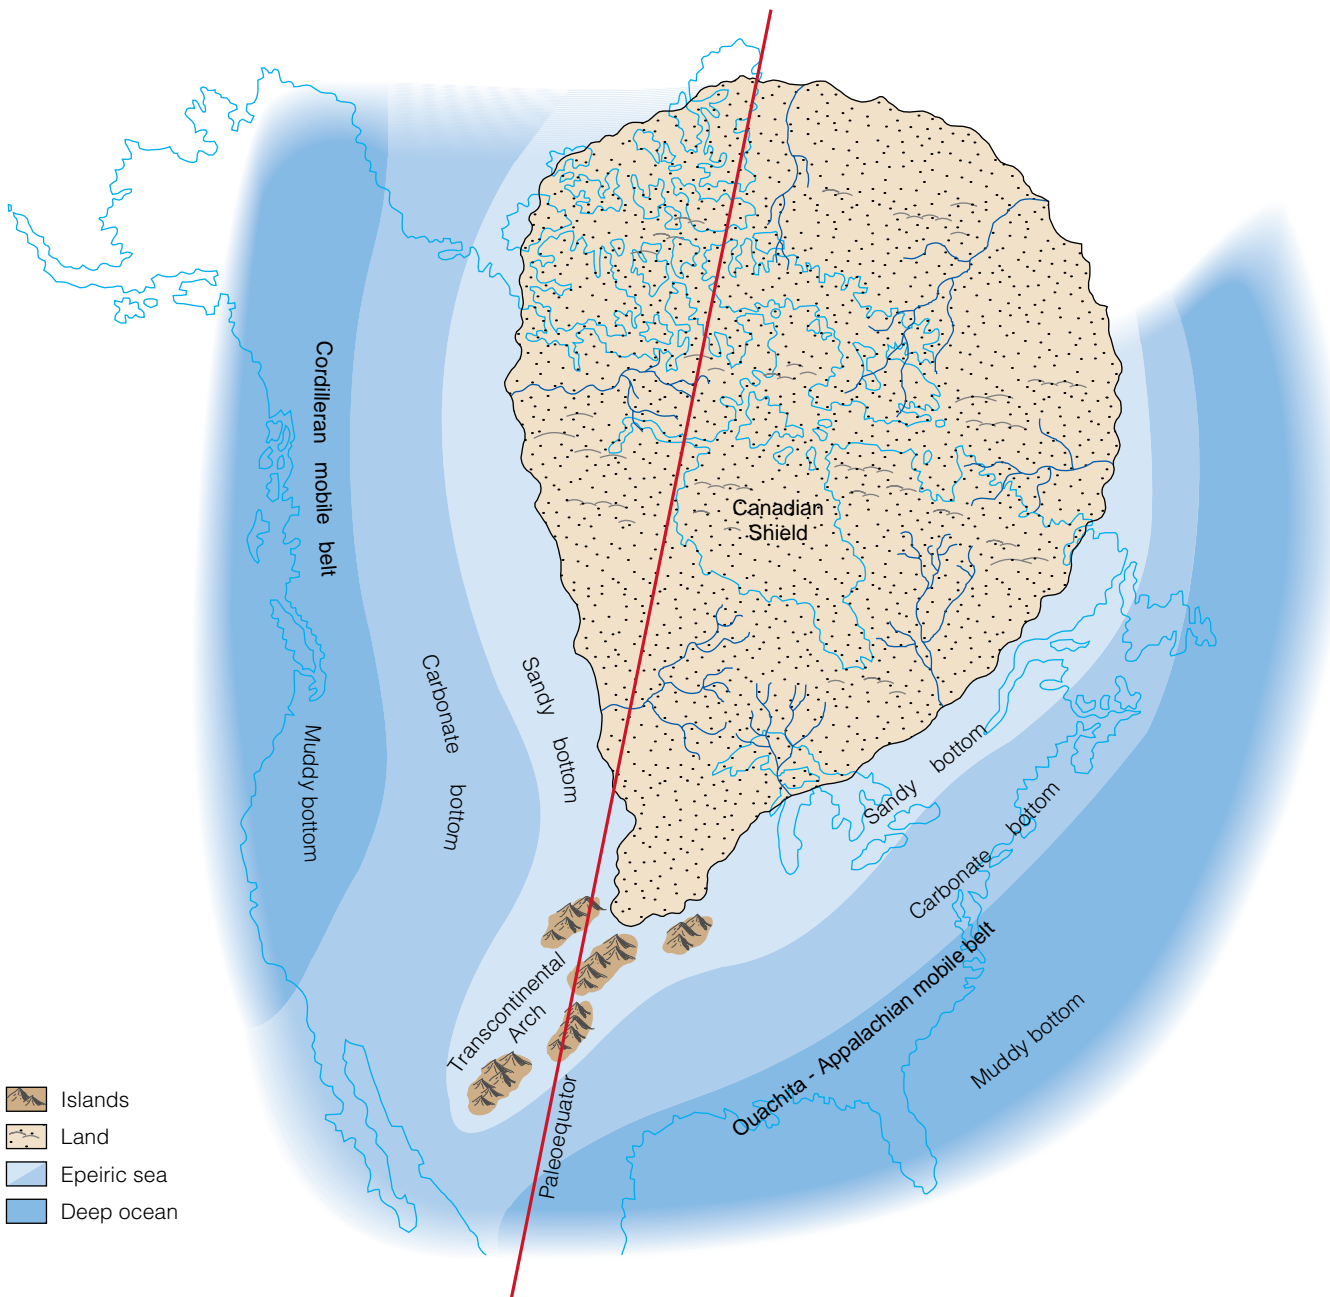 Cordilleran mobile belt
Canadian
Shield
Carbonate bottom
Sandy bottom
Muddy bottom
Sandy bottom
Carbonate bottom
Transcontinental
Arch
Ouachita - Appalachian mobile belt
Muddy bottom
Paleoequator
Islands
Land
Epeiric sea
Deep ocean